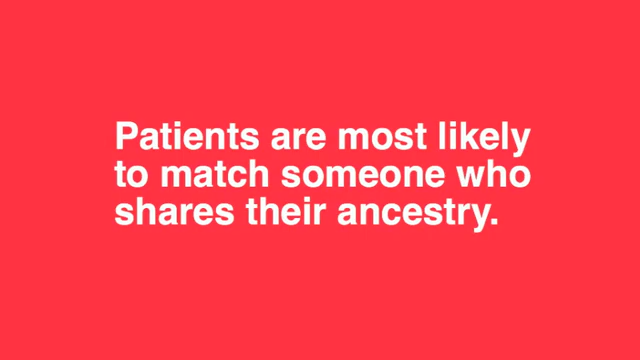 Patients are most likely
to match someone who
shares their ancestry.